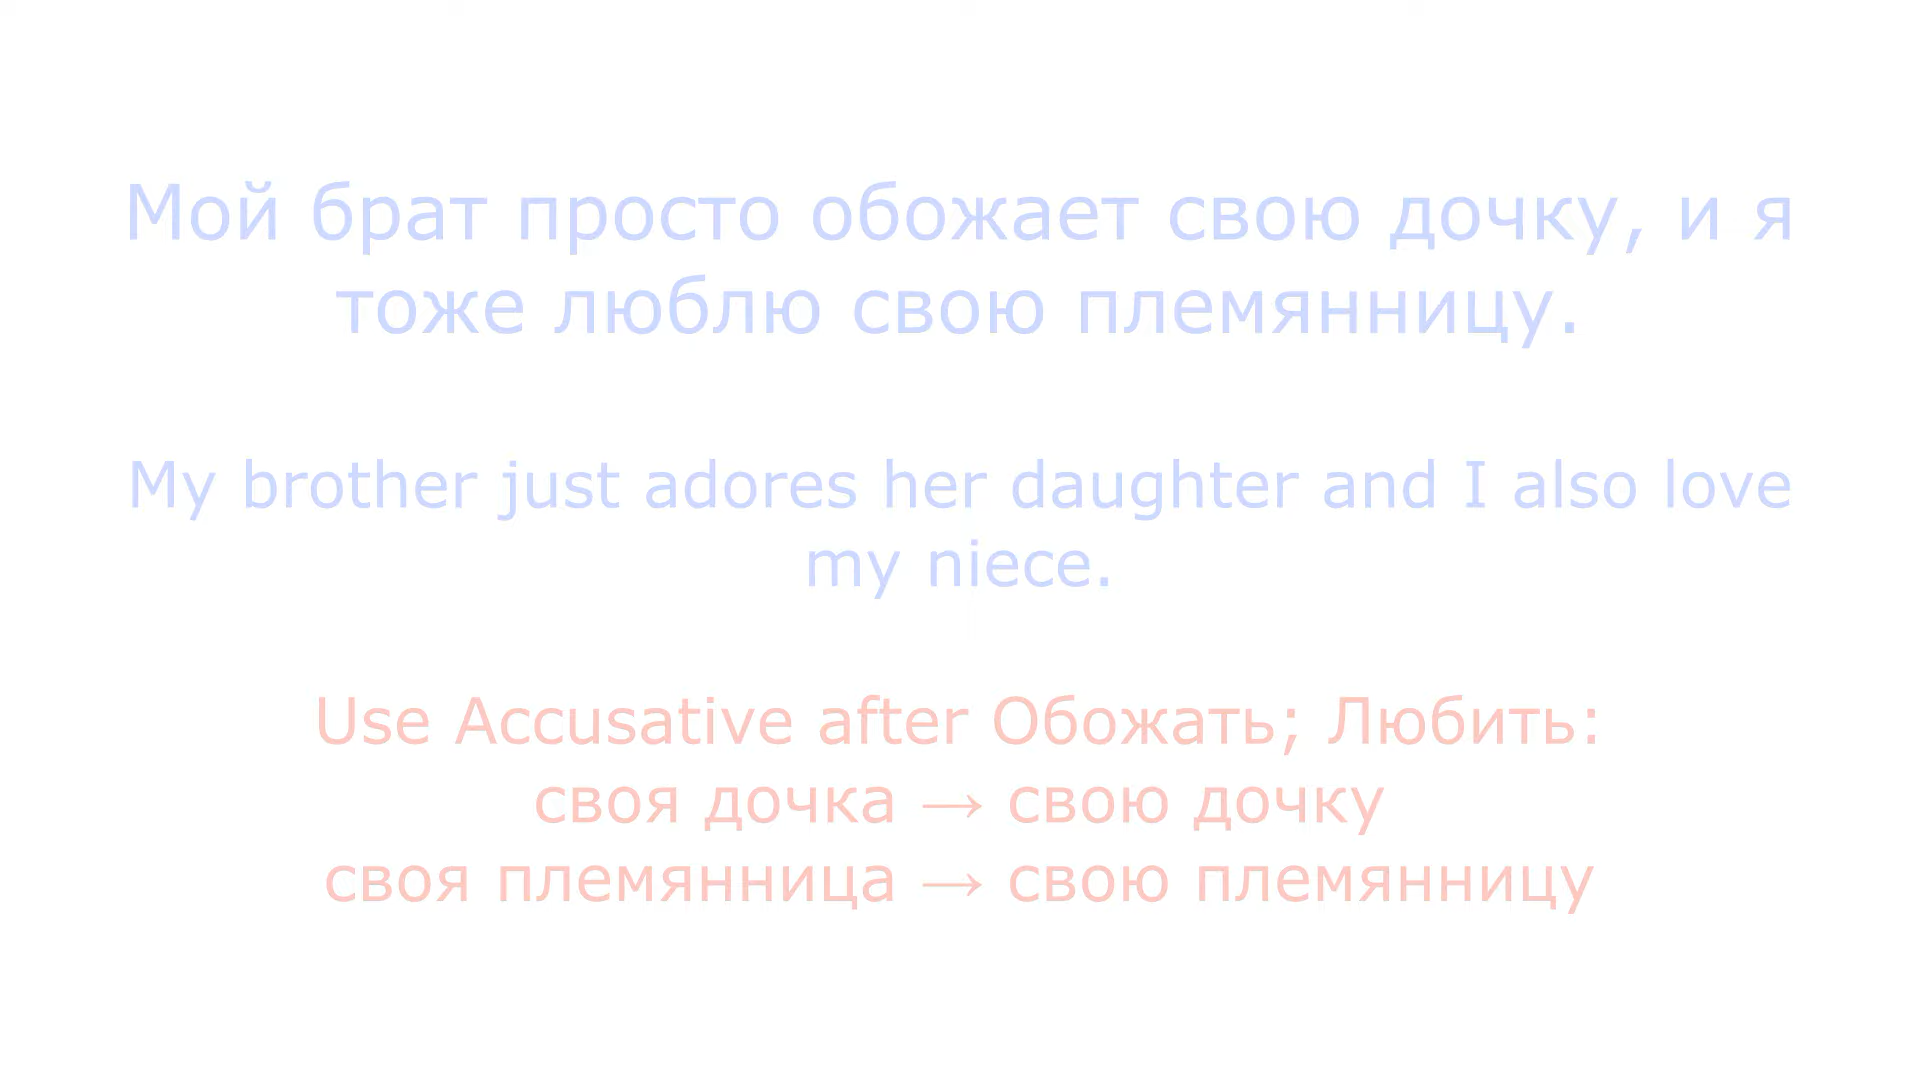 Мой брат просто обожает свою дочку, и я
тоже люблю свою племянницу.
My brother just adores her daughter and I also love
my niece.
Use Accusative after Обожать; Любить:
своя дочка → свою дочку
своя племянница → свою племянницу